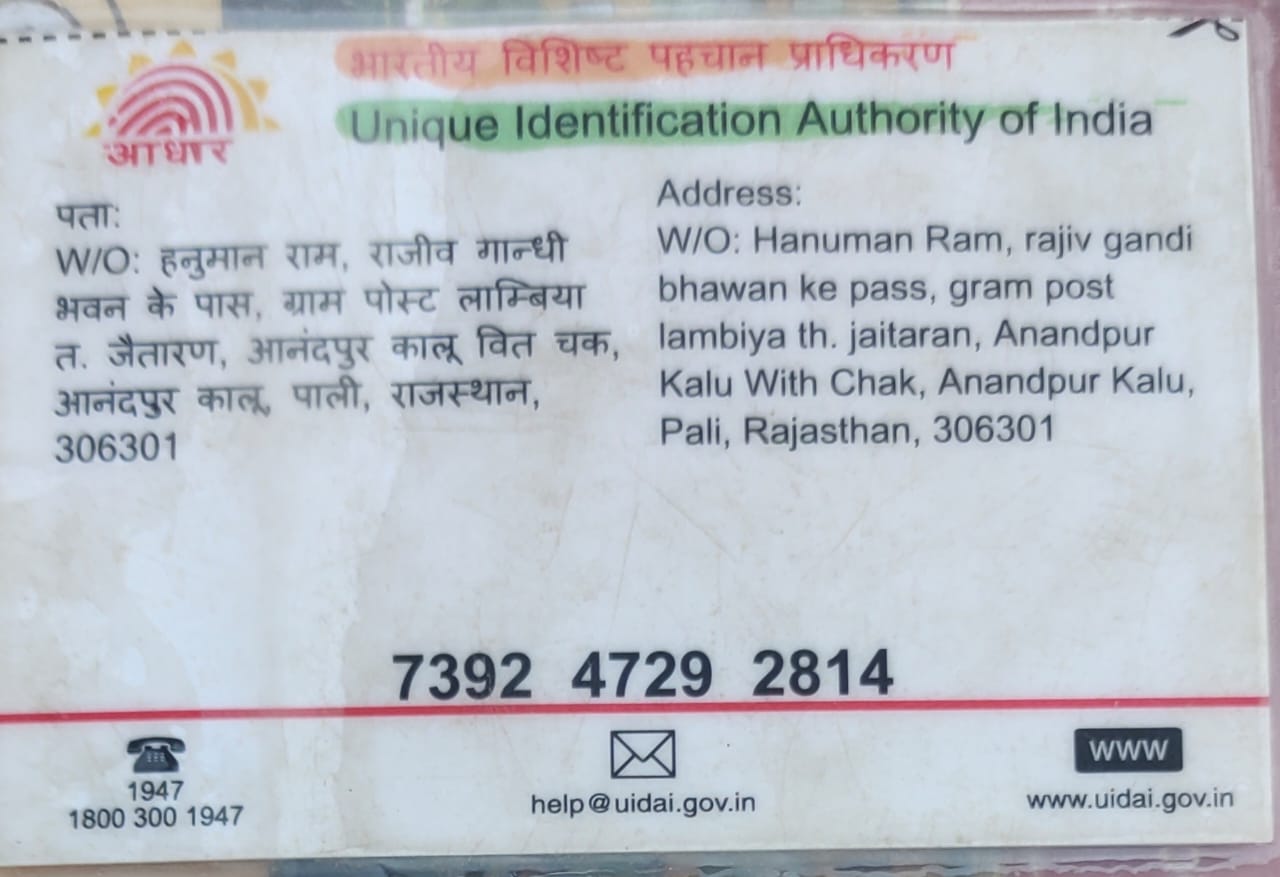 भारतीय विशिष्ट पहचान प्राधिकरण
Unique Identification Authority of India
आधार
पता:
W/O: हनुमान राम, राजीव गान्धी
भवन के पास, ग्राम पोस्ट लाम्बिया
त. जैतारण, आनंदपुर कालू वित चक,
आनंदपुर कालू, पाली, राजस्थान,
306301
Address:
W/O: Hanuman Ram, rajiv gandi
bhawan ke pass, gram post
lambiya th. jaitaran, Anandpur
Kalu With Chak, Anandpur Kalu,
Pali, Rajasthan, 306301
7392 4729 2814
1947
1800 300 1947
help@uidai.gov.in
www
www.uidai.gov.in